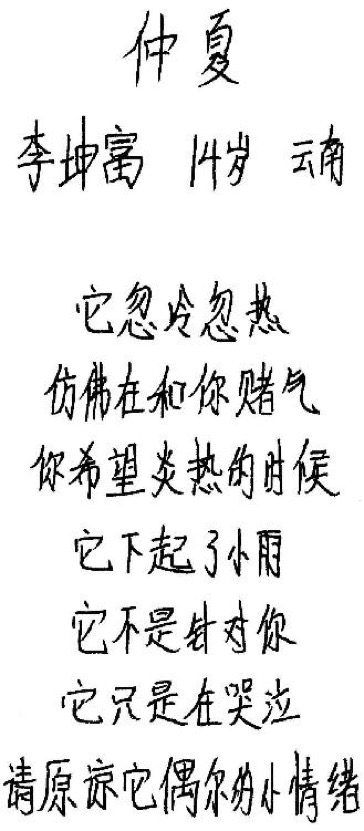 仲夏
李坤富 14岁 云南
它忽冷忽热
仿佛在和你赌气
你希望炎热的时候
它下起了小雨
它不是针对你
它只是在哭泣
请原谅它偶尔的小情绪